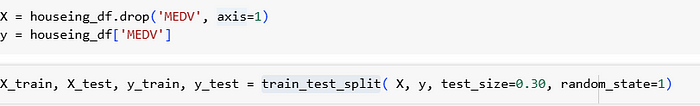 X = houseing_df.drop('MEDV', axis=1)
y = houseing_df['MEDV']
X_train, X_test, y_train, y_test = train_test_split( X, y, test_size=0.30, random_state=1)